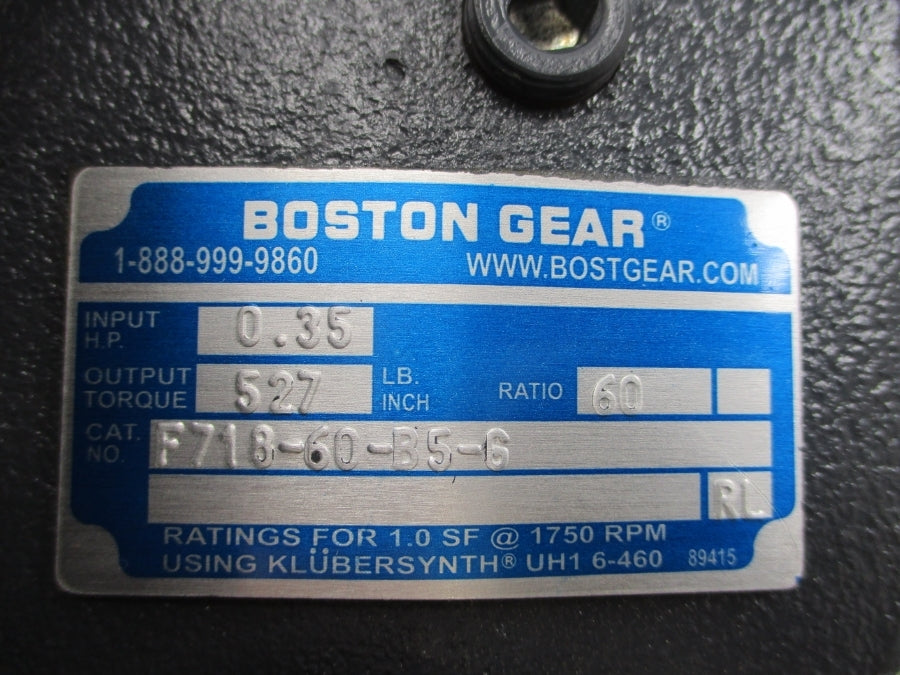 BOSTON GEAR®
1-888-999-9860 WWW.BOSTGEAR.COM
INPUT H.P. 0.35
OUTPUT TORQUE 527 LB. INCH RATIO 60
CAT. NO. F718-60-B5-G
RL
RATINGS FOR 1.0 SF @ 1750 RPM
USING KLÜBERSYNTH® UH1 6-460 89415